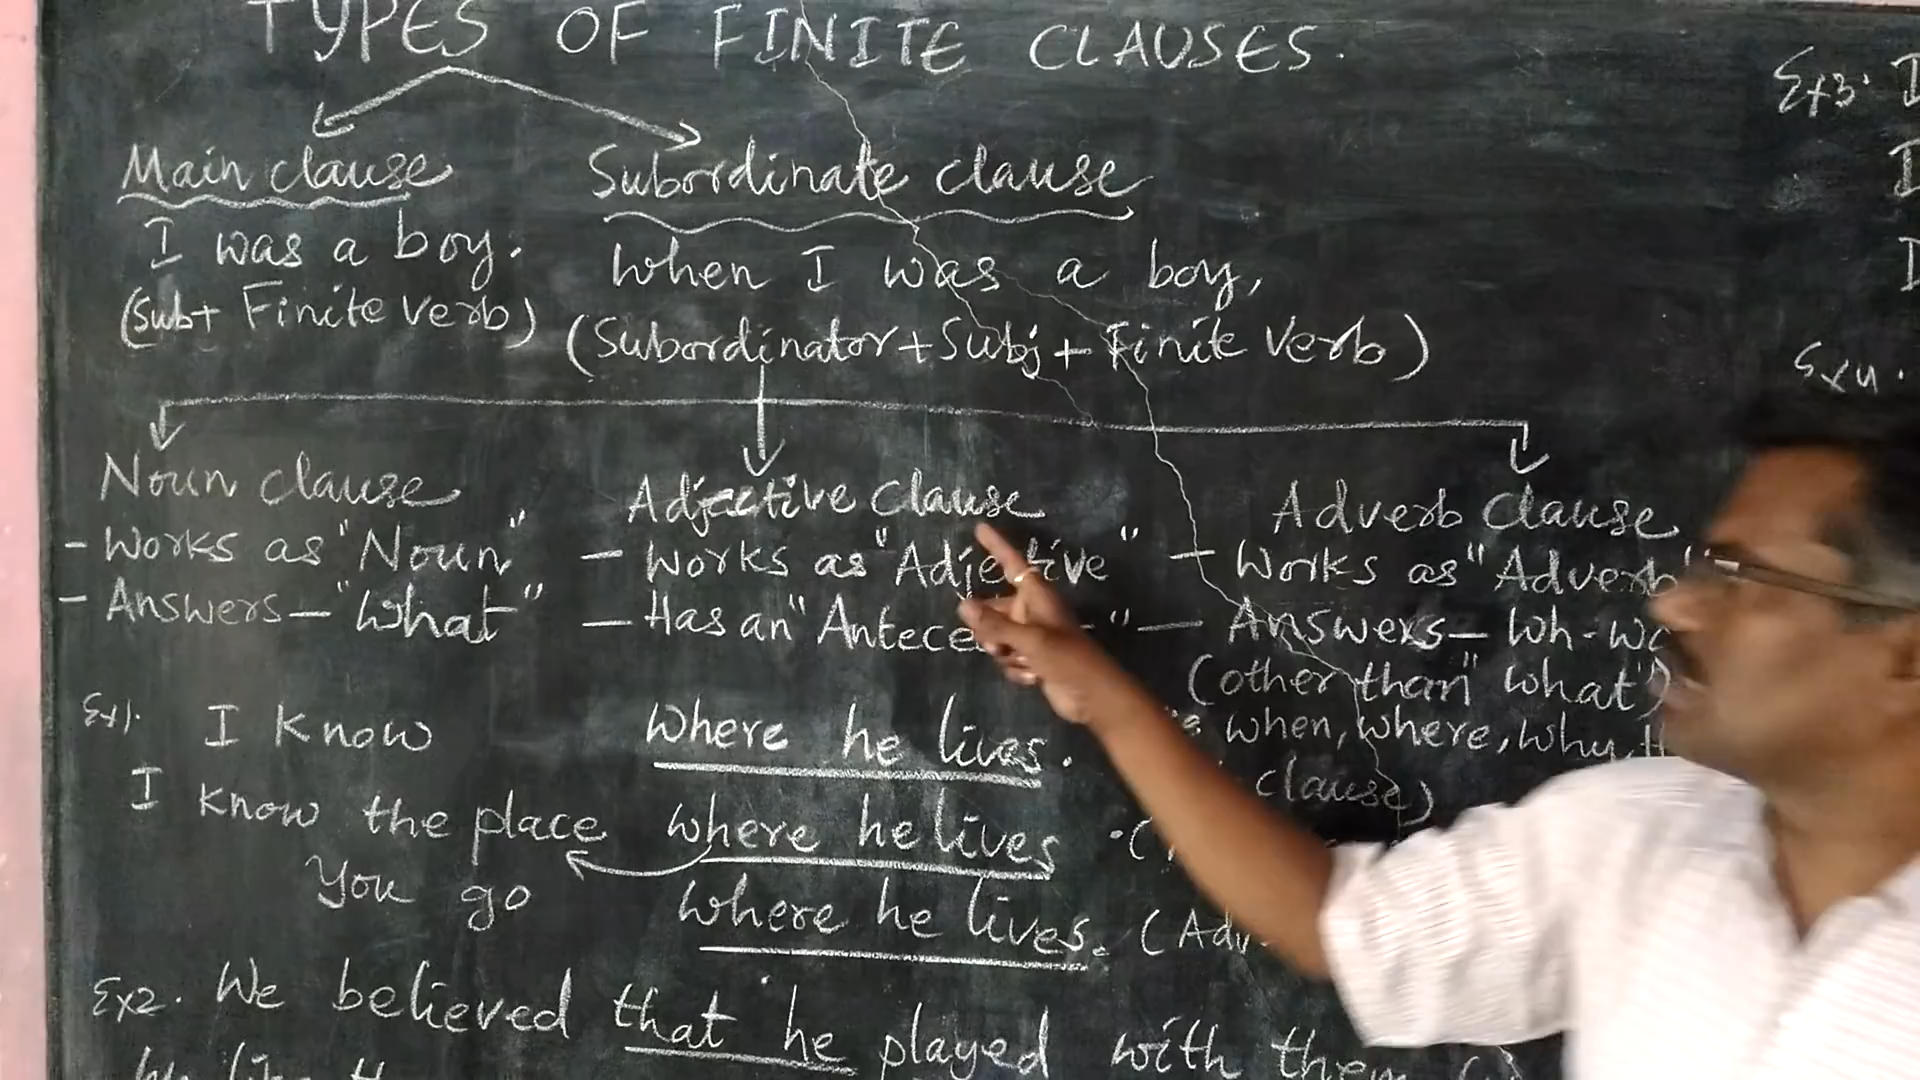 TYPES OF FINITE CLAUSES.
Main clause
I was a boy.
(Sub+ Finite verb)
Subordinate clause
When I was a boy,
(Subordinator+Subj+Finite Verb)
Noun clause
- Works as "Noun"
- Answers - "What"
Adjective Clause
- Works as "Adjective"
- Has an "
Adverb Clause
- Works as "Adverb"
- Answers - Wh-
(other than "what")
when, where, why,
clause)
Ex1. I know where he lives.
I know the place where he lives. (
You go where he lives. (Adv.
Ex2. We believed that he played with them
Ex3. I
Ex4.